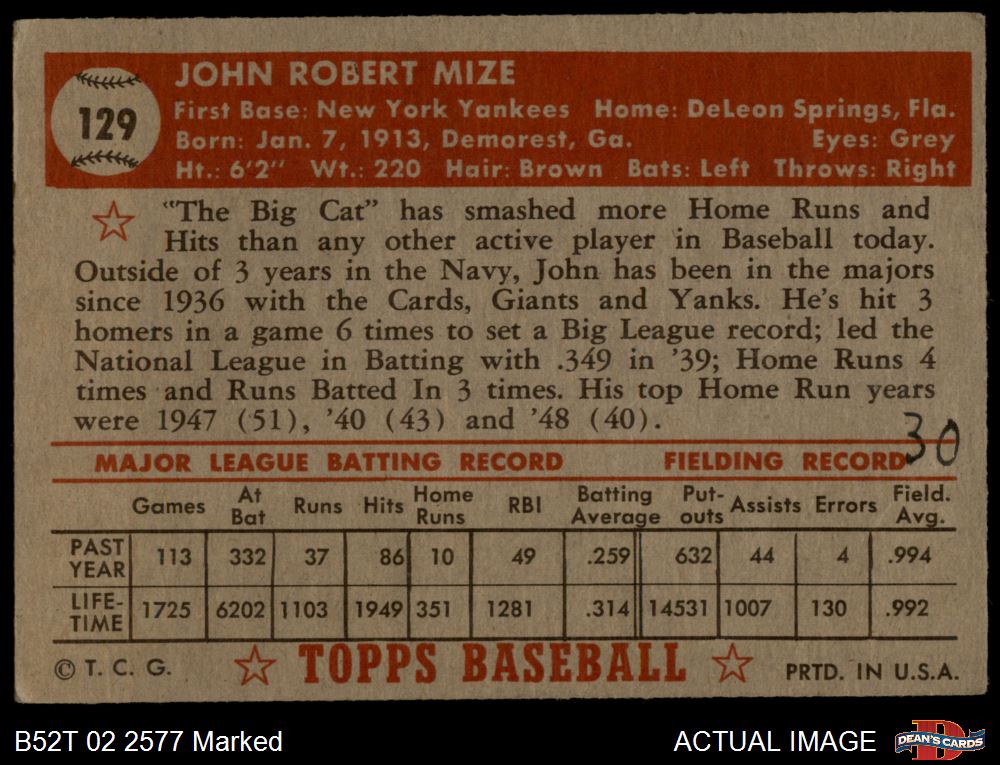 129
JOHN ROBERT MIZE
First Base: New York Yankees Home: DeLeon Springs, Fla.
Born: Jan. 7, 1913, Demorest, Ga. Eyes: Grey
Ht.: 6'2" Wt.: 220 Hair: Brown Bats: Left Throws: Right
"The Big Cat" has smashed more Home Runs and
Hits than any other active player in Baseball today.
Outside of 3 years in the Navy, John has been in the majors
since 1936 with the Cards, Giants and Yanks. He's hit 3
homers in a game 6 times to set a Big League record; led the
National League in Batting with .349 in '39; Home Runs 4
times and Runs Batted In 3 times. His top Home Run years
were 1947 (51), '40 (43) and '48 (40).
30
MAJOR LEAGUE BATTING RECORD FIELDING RECORD
Games At Bat Runs Hits Home Runs RBI Batting Average Put-outs Assists Errors Field. Avg.
PAST YEAR 113 332 37 86 10 49 .259 632 44 4 .994
LIFE-TIME 1725 6202 1103 1949 351 1281 .314 14531 1007 130 .992
© T. C. G. TOPPS BASEBALL PRTD. IN U.S.A.
B52T 02 2577 Marked ACTUAL IMAGE DEAN'S CARDS